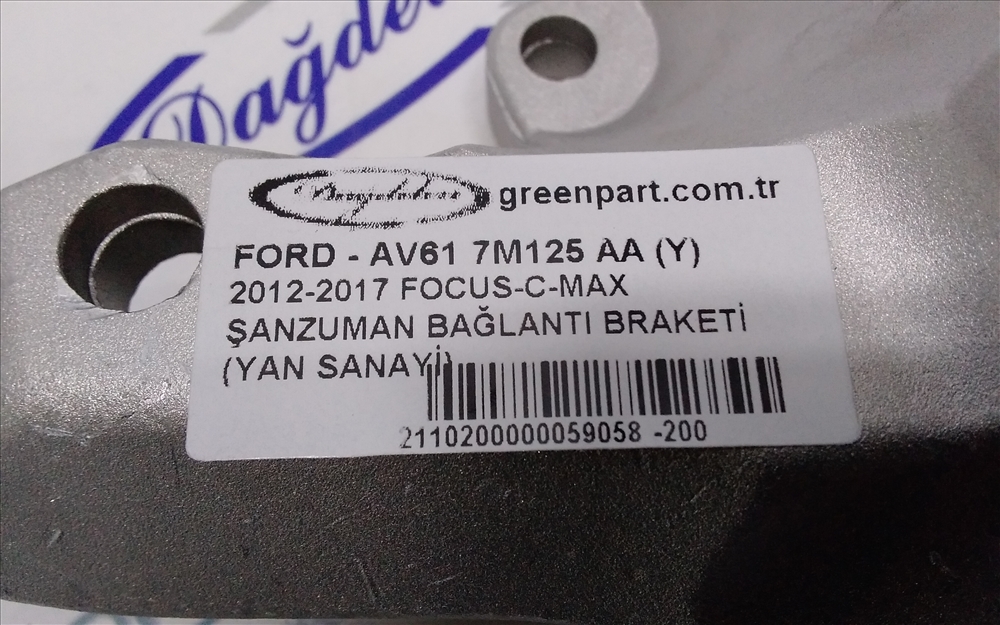 greenpart.com.tr
FORD - AV61 7M125 AA (Y)
2012-2017 FOCUS-C-MAX
ŞANZUMAN BAĞLANTI BRAKETİ
(YAN SANAYİ)
2110200000059058 -200